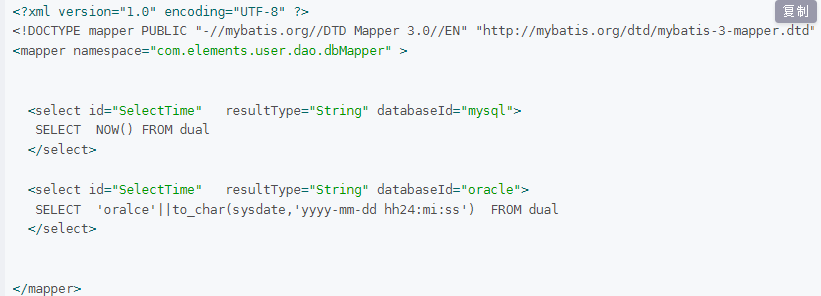 <?xml version="1.0" encoding="UTF-8" ?>
复制
<!DOCTYPE mapper PUBLIC "-//mybatis.org//DTD Mapper 3.0//EN" "http://mybatis.org/dtd/mybatis-3-mapper.dtd"
<mapper namespace="com.elements.user.dao.dbMapper" >
<select id="SelectTime"   resultType="String" databaseId="mysql">
SELECT  NOW() FROM dual
</select>
<select id="SelectTime"   resultType="String" databaseId="oracle">
SELECT  'oralce'||to_char(sysdate,'yyyy-mm-dd hh24:mi:ss')  FROM dual
</select>
</mapper>